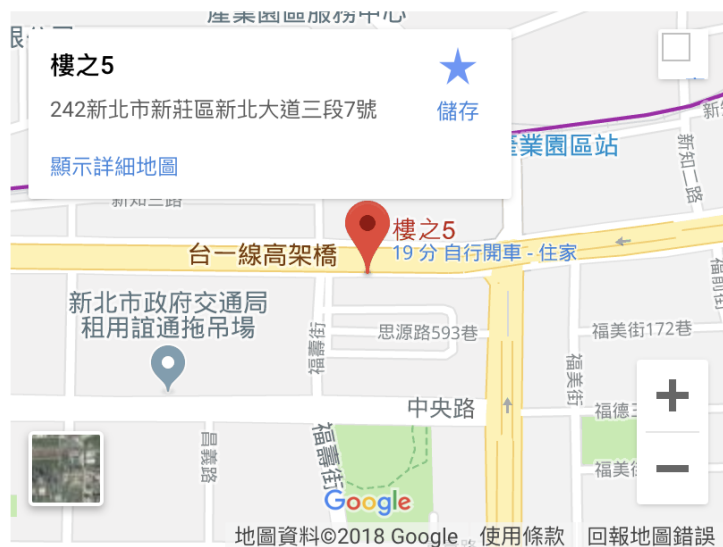 產業園區服務中心
樓之5
242新北市新莊區新北大道三段7號
儲存
顯示詳細地圖
產業園區站
新知二路
新知三路
樓之5
19 分 自行開車 - 住家
台一線高架橋
新北市政府交通局
租用誼通拖吊場
福壽街
思源路593巷
福美街172巷
福前街
福美街
中央路
昌義路
福壽街
Google
地圖資料©2018 Google
使用條款
回報地圖錯誤